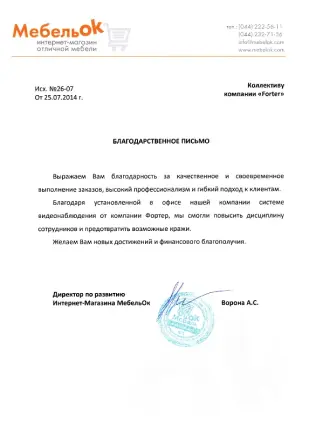 МебельОК
интернет-магазин
отличной мебели
тел.: (044) 222-56-11
(044) 232-71-56
info@mebelok.com
www.mebelok.com
Исх. №26-07
От 25.07.2014 г.
Коллективу
компании «Forter»
БЛАГОДАРСТВЕННОЕ ПИСЬМО
Выражаем Вам благодарность за качественное и своевременное
выполнение заказов, высокий профессионализм и гибкий подход к клиентам.
Благодаря установленной в офисе нашей компании системе
видеонаблюдения от компании Фортер, мы смогли повысить дисциплину
сотрудников и предотвратить возможные кражи.
Желаем Вам новых достижений и финансового благополучия.
Директор по развитию
Интернет-Магазина МебельОк
Ворона А.С.